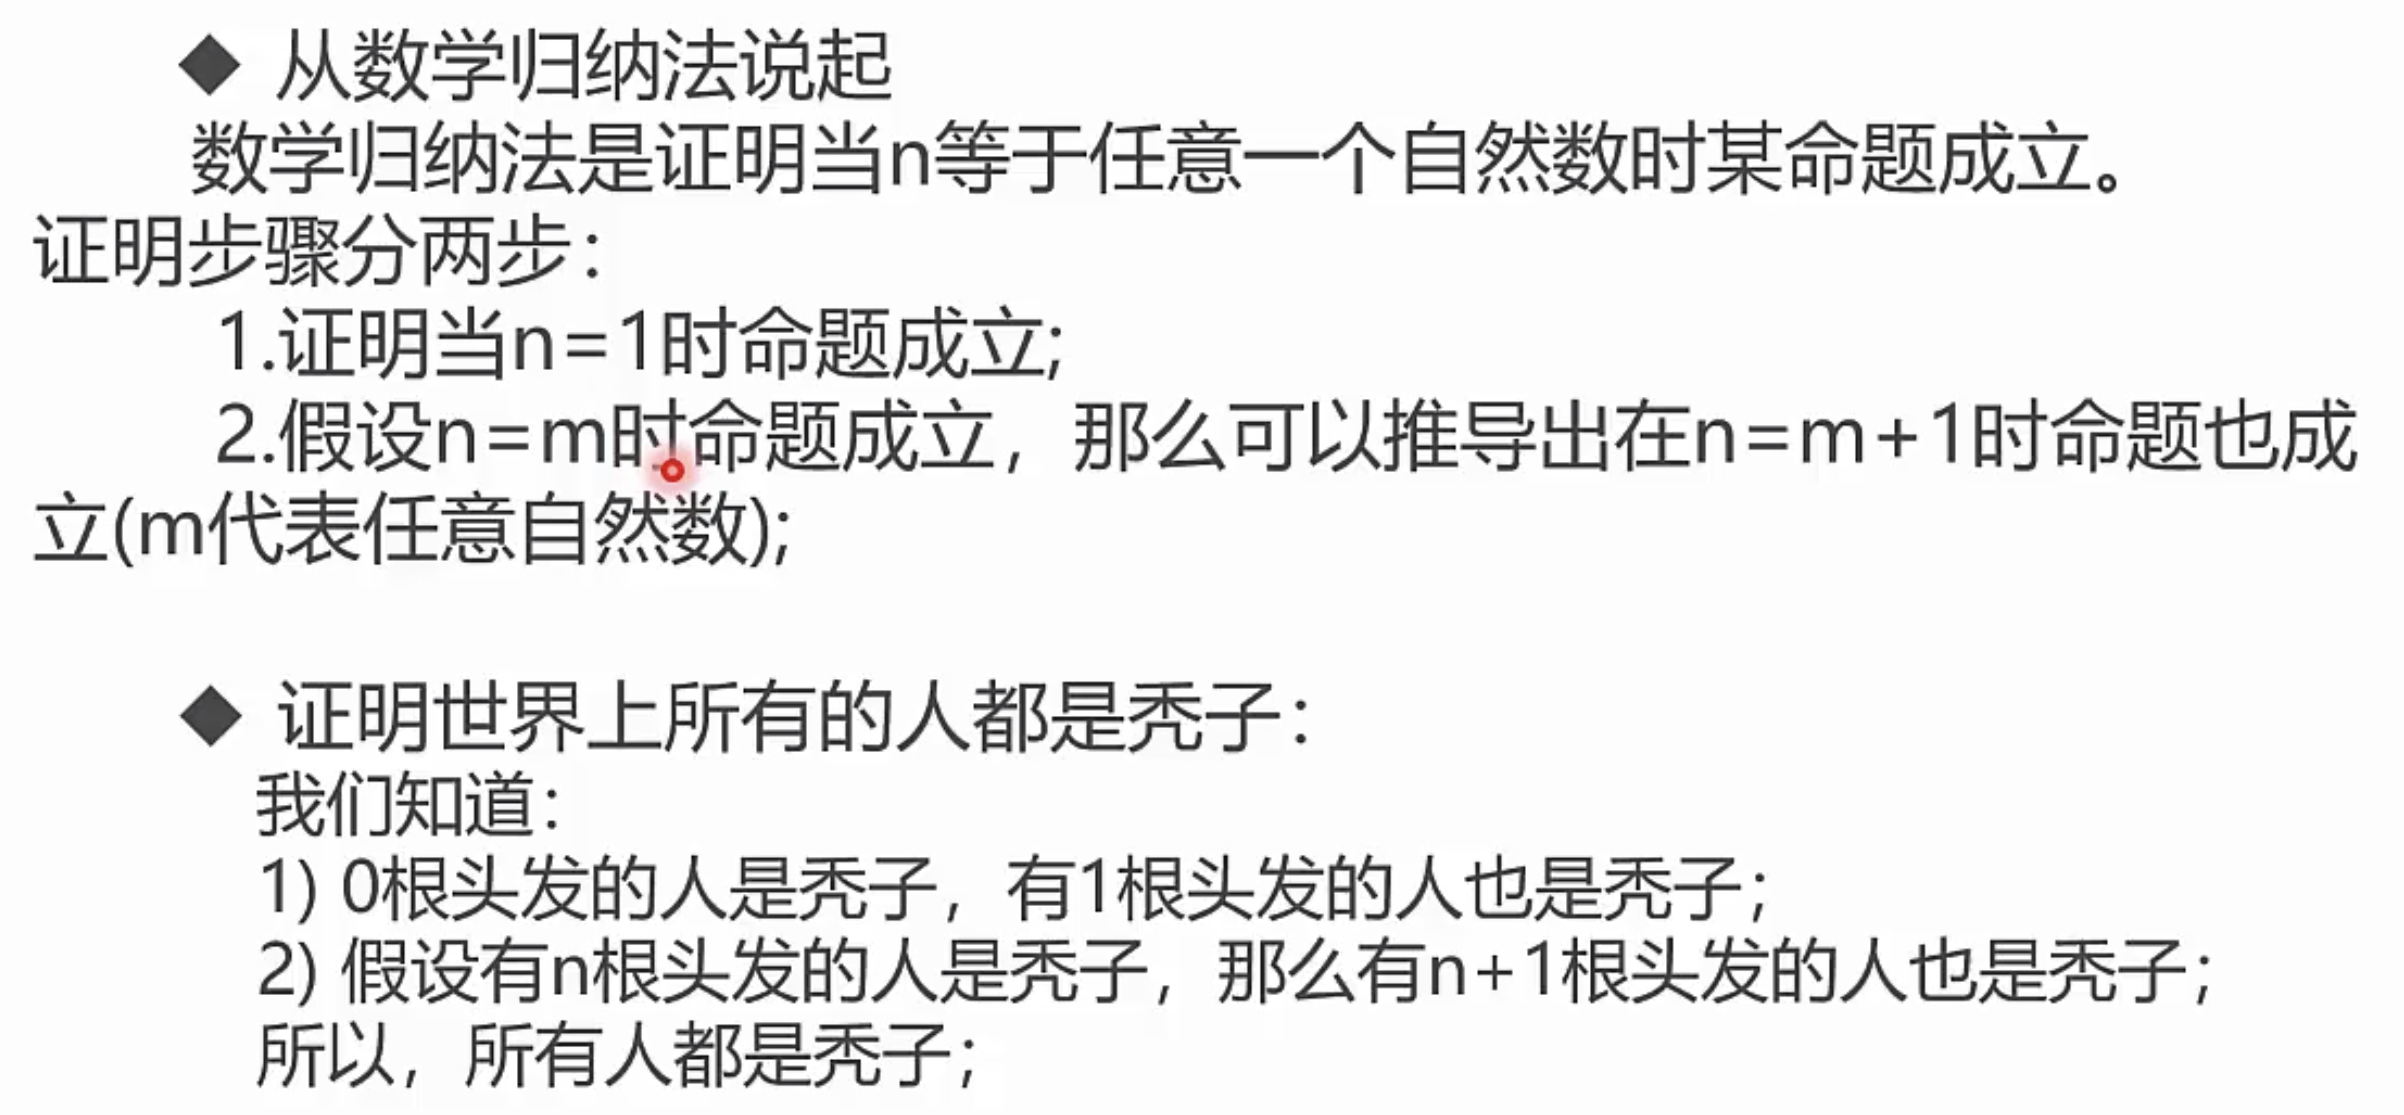 ◆ 从数学归纳法说起
数学归纳法是证明当n等于任意一个自然数时某命题成立。
证明步骤分两步：
1.证明当n=1时命题成立;
2.假设n=m时命题成立，那么可以推导出在n=m+1时命题也成
立(m代表任意自然数);
◆ 证明世界上所有的人都是秃子：
我们知道：
1) 0根头发的人是秃子，有1根头发的人也是秃子；
2) 假设有n根头发的人是秃子，那么有n+1根头发的人也是秃子；
所以，所有人都是秃子；